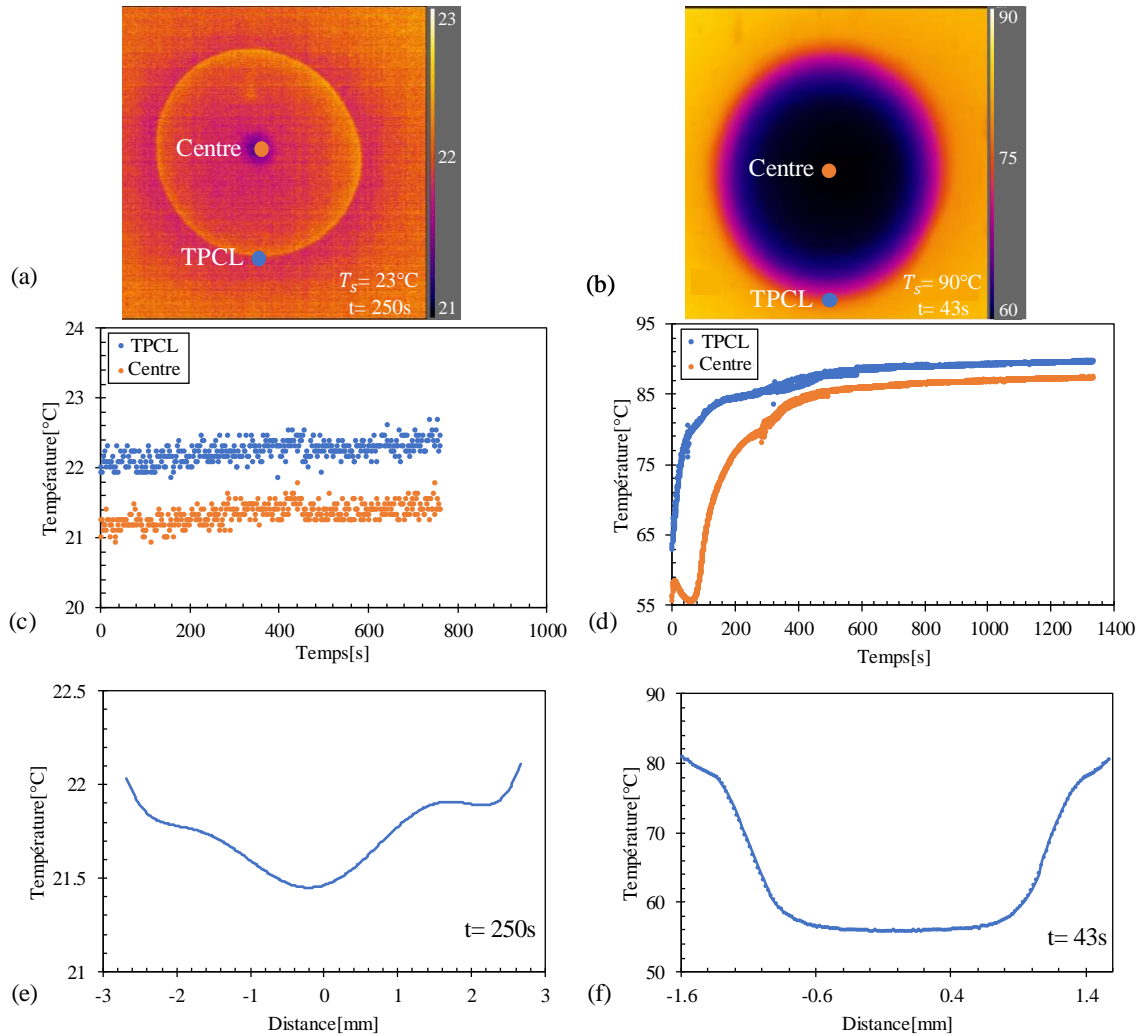 23
Centre
22
TPCL
(a)
T_s= 23°C
t= 250s
21
90
Centre
75
TPCL
(b)
T_s= 90°C
t= 43s
60
24
23
22
21
20
Température[°C]
TPCL
Centre
0
200
400
600
800
1000
Temps[s]
(c)
95
85
75
65
55
Température[°C]
TPCL
Centre
0
200
400
600
800
1000
1200
1400
Temps[s]
(d)
22.5
22
21.5
21
Température[°C]
t= 250s
-3
-2
-1
0
1
2
3
Distance[mm]
(e)
90
80
70
60
50
Température[°C]
t= 43s
-1.6
-0.6
0.4
1.4
Distance[mm]
(f)